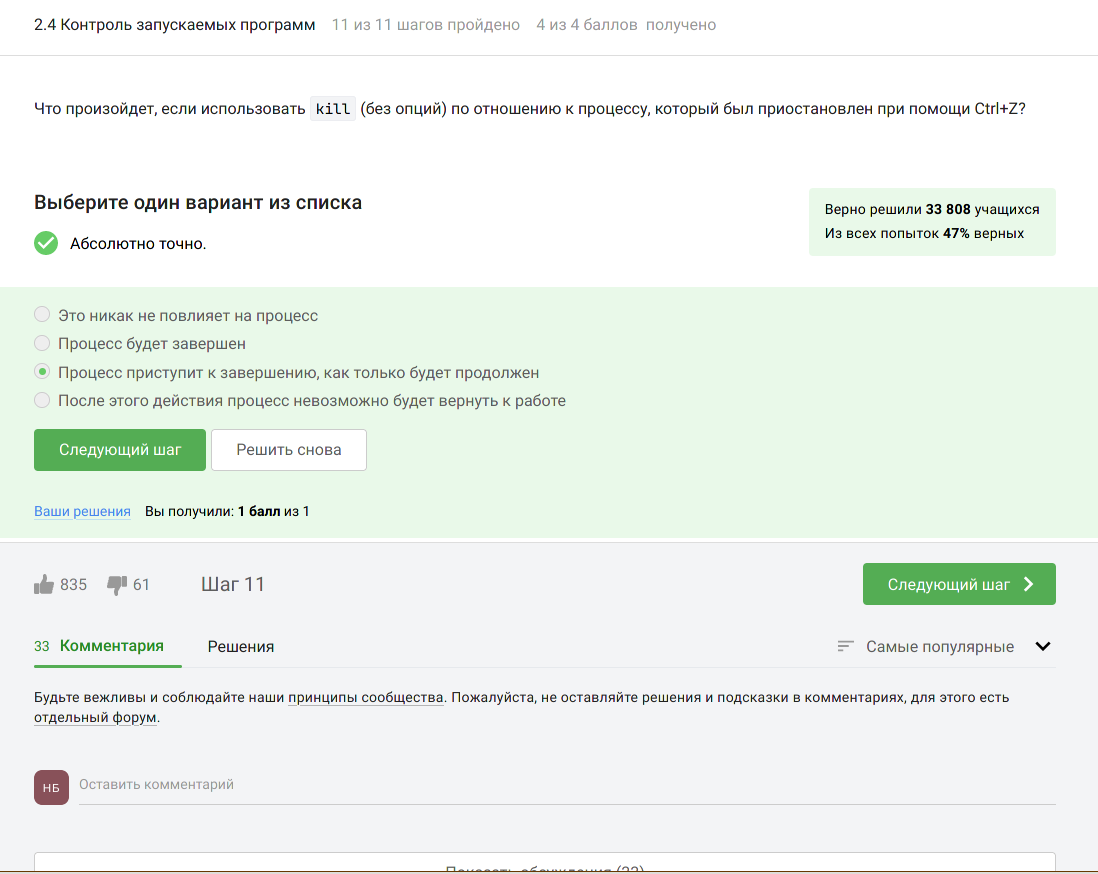 2.4 Контроль запускаемых программ 11 из 11 шагов пройдено 4 из 4 баллов получено
Что произойдет, если использовать kill (без опций) по отношению к процессу, который был приостановлен при помощи Ctrl+Z?
Выберите один вариант из списка
Верно решили 33 808 учащихся
Из всех попыток 47% верных
Абсолютно точно.
Это никак не повлияет на процесс
Процесс будет завершен
Процесс приступит к завершению, как только будет продолжен
После этого действия процесс невозможно будет вернуть к работе
Следующий шаг Решить снова
Ваши решения Вы получили: 1 балл из 1
835 61 Шаг 11 Следующий шаг
33 Комментария Решения Самые популярные
Будьте вежливы и соблюдайте наши принципы сообщества. Пожалуйста, не оставляйте решения и подсказки в комментариях, для этого есть
отдельный форум.
НБ Оставить комментарий
Показать обсуждения (33)